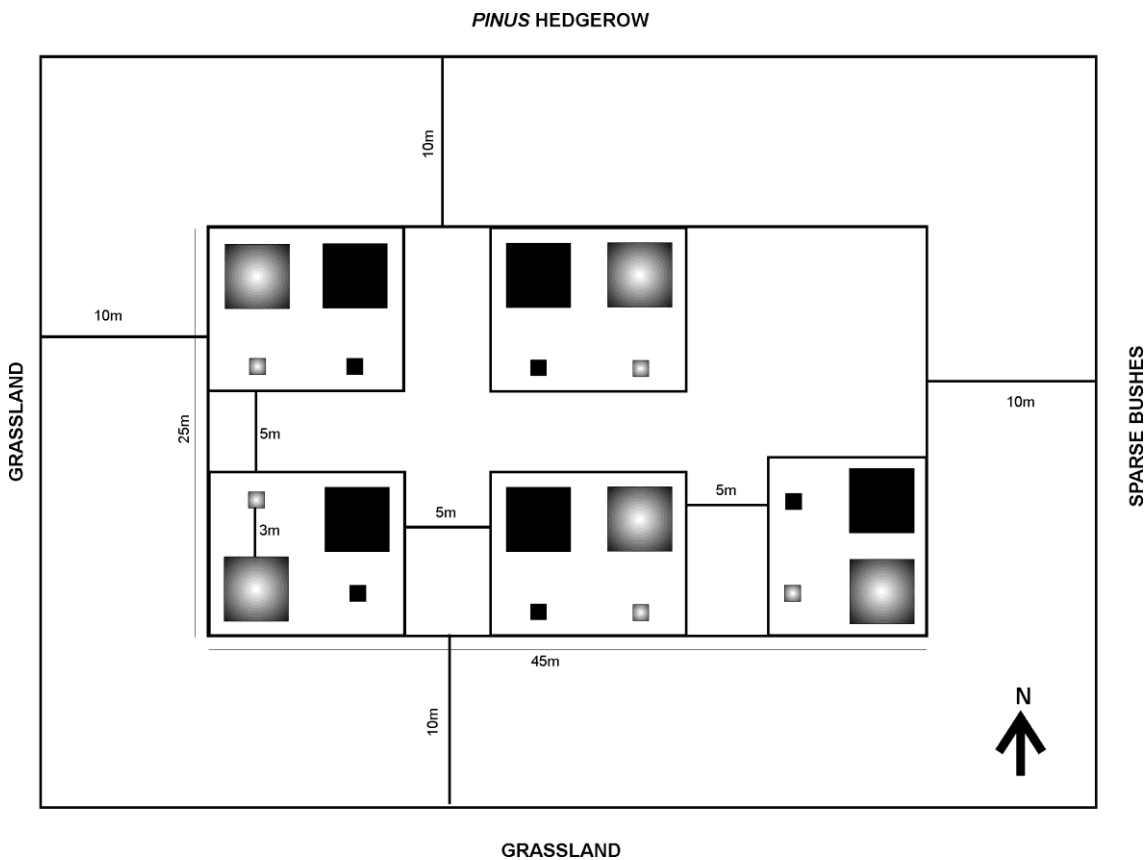 PINUS HEDGEROW
10m
10m
10m
GRASSLAND
25m
5m
SPARSE BUSHES
5m
5m
3m
45m
10m
N
GRASSLAND